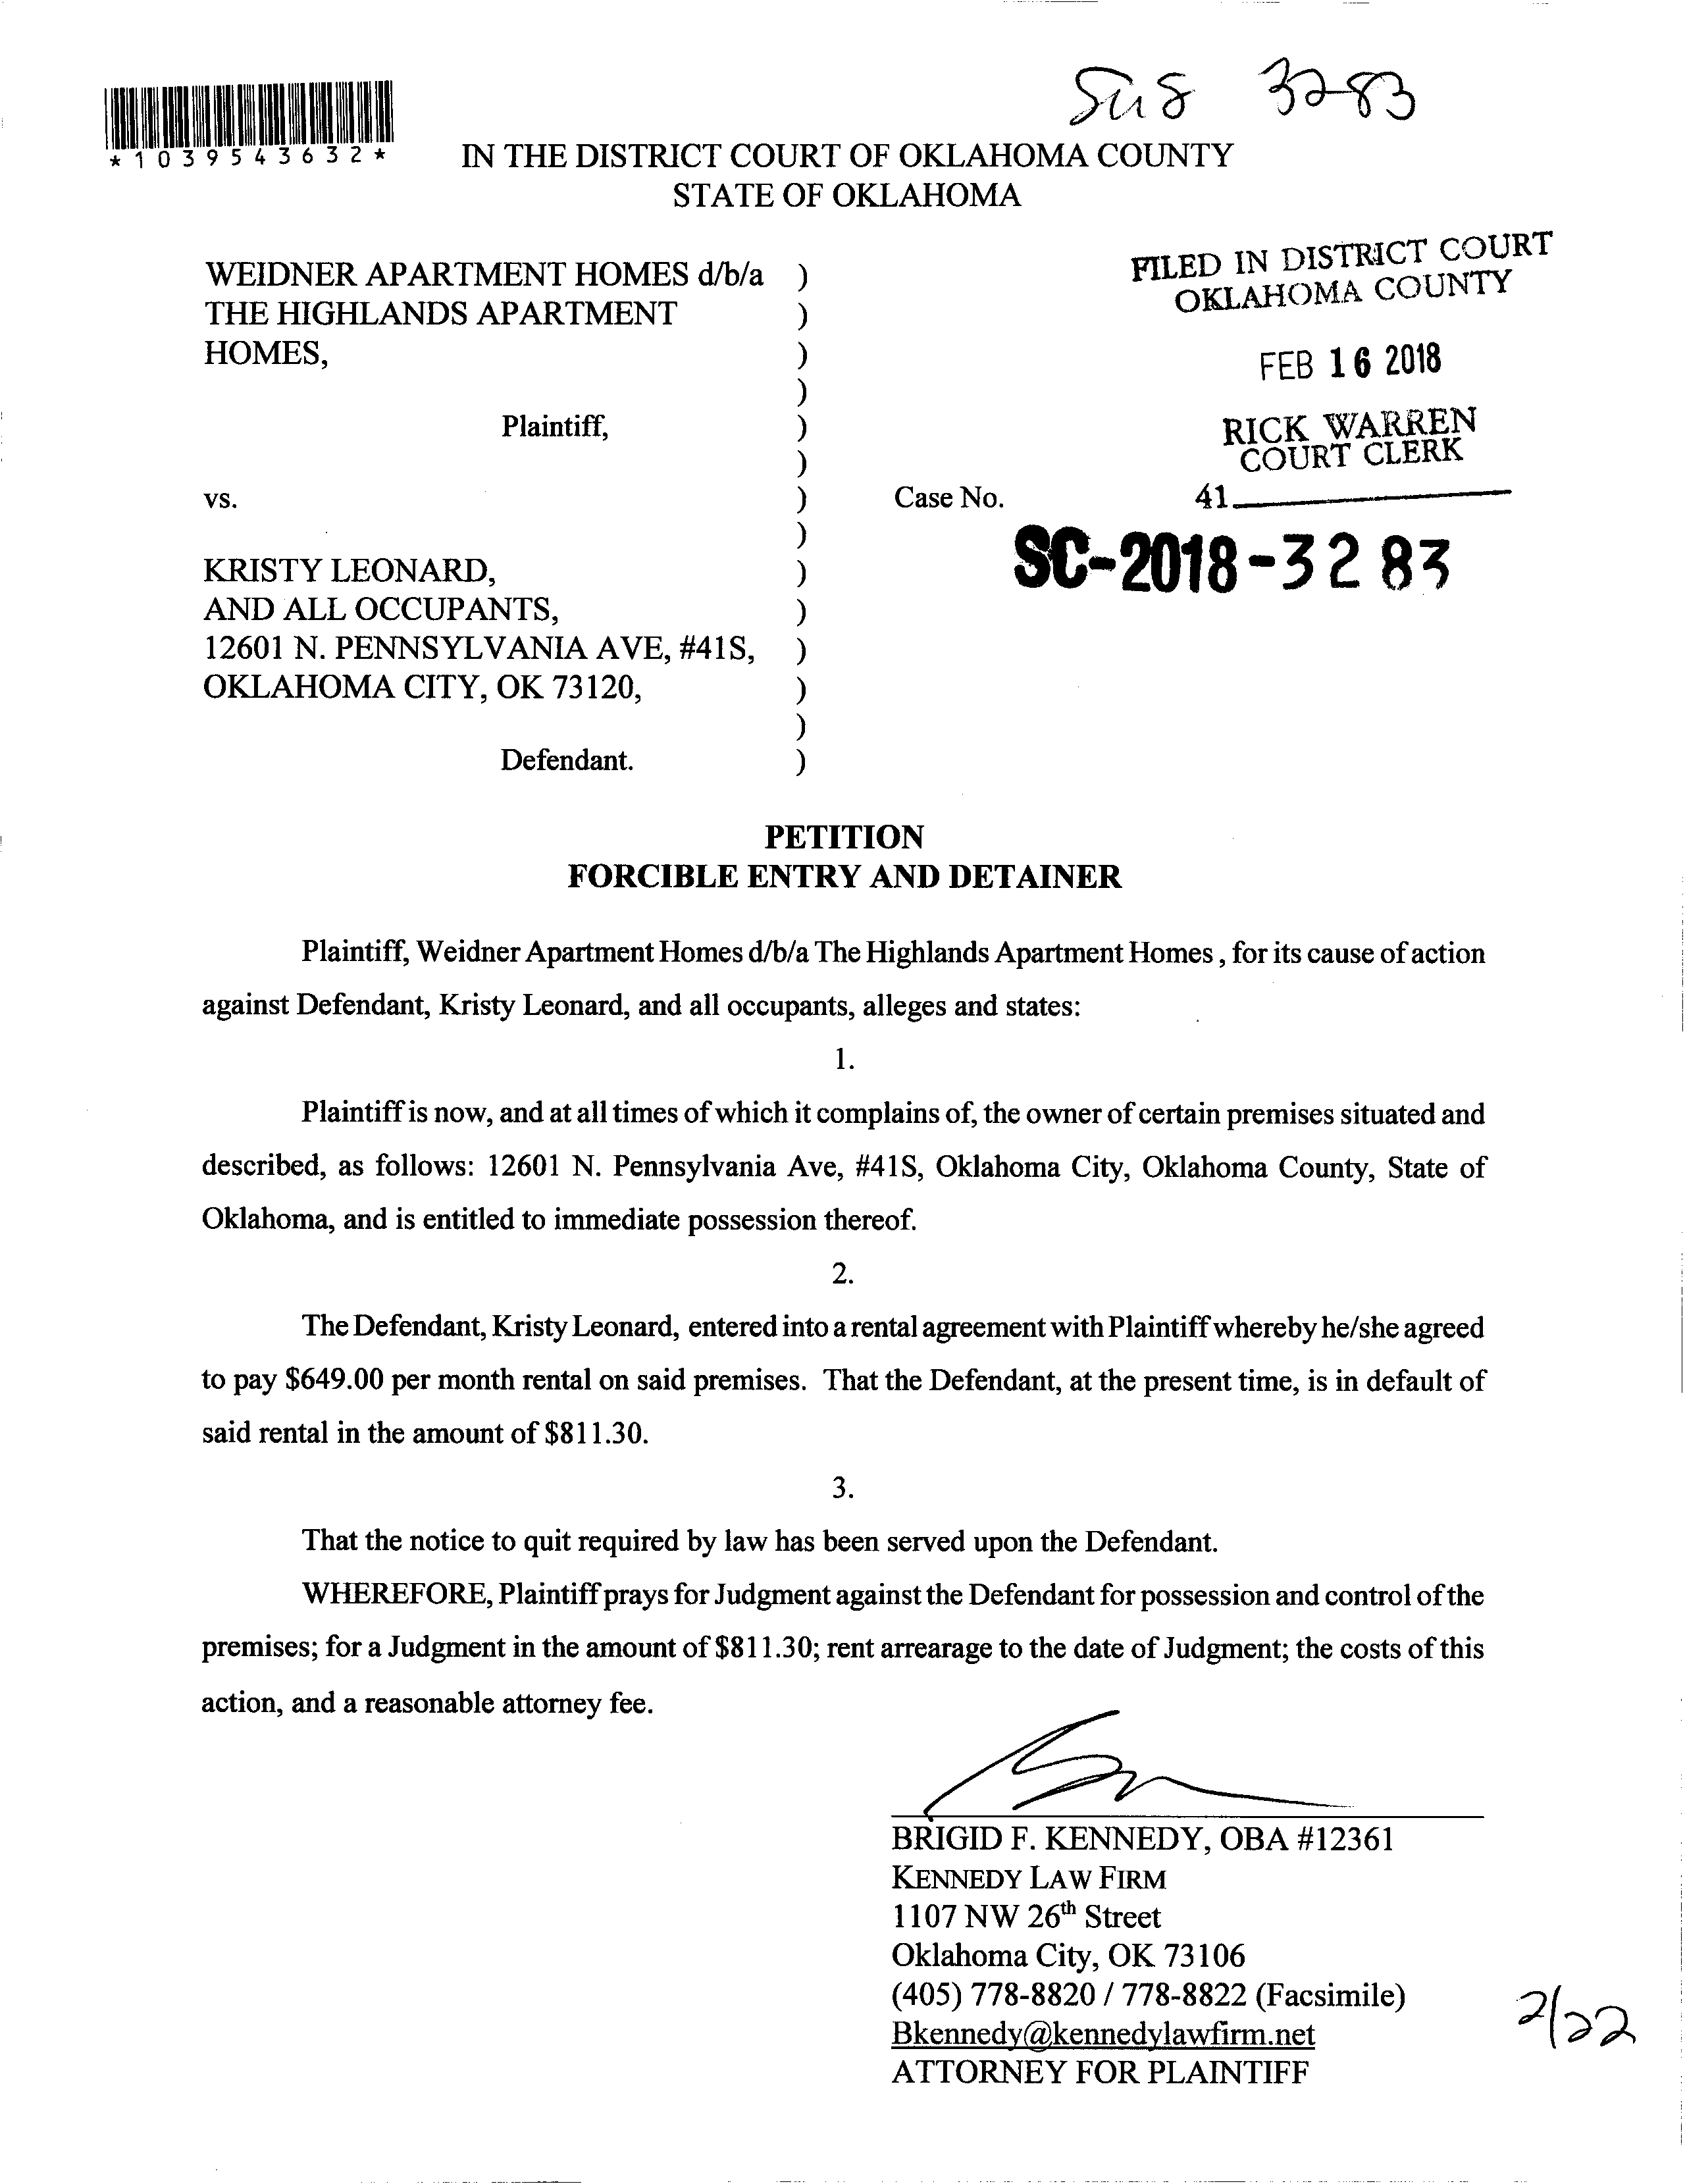 SC18 3283
*1039543632*
IN THE DISTRICT COURT OF OKLAHOMA COUNTY
STATE OF OKLAHOMA
WEIDNER APARTMENT HOMES d/b/a )
THE HIGHLANDS APARTMENT )
HOMES, )
)
Plaintiff, )
)
vs. )
)
KRISTY LEONARD, )
AND ALL OCCUPANTS, )
12601 N. PENNSYLVANIA AVE, #41S, )
OKLAHOMA CITY, OK 73120, )
)
Defendant. )
FILED IN DISTRICT COURT
OKLAHOMA COUNTY
FEB 16 2018
RICK WARREN
COURT CLERK
Case No. 41
SC-2018-3283
PETITION
FORCIBLE ENTRY AND DETAINER
Plaintiff, Weidner Apartment Homes d/b/a The Highlands Apartment Homes , for its cause of action
against Defendant, Kristy Leonard, and all occupants, alleges and states:
1.
Plaintiff is now, and at all times of which it complains of, the owner of certain premises situated and
described, as follows: 12601 N. Pennsylvania Ave, #41S, Oklahoma City, Oklahoma County, State of
Oklahoma, and is entitled to immediate possession thereof.
2.
The Defendant, Kristy Leonard, entered into a rental agreement with Plaintiff whereby he/she agreed
to pay $649.00 per month rental on said premises. That the Defendant, at the present time, is in default of
said rental in the amount of $811.30.
3.
That the notice to quit required by law has been served upon the Defendant.
WHEREFORE, Plaintiff prays for Judgment against the Defendant for possession and control of the
premises; for a Judgment in the amount of $811.30; rent arrearage to the date of Judgment; the costs of this
action, and a reasonable attorney fee.
BRIGID F. KENNEDY, OBA #12361
KENNEDY LAW FIRM
1107 NW 26th Street
Oklahoma City, OK 73106
(405) 778-8820 / 778-8822 (Facsimile)
Bkennedy@kennedylawfirm.net
ATTORNEY FOR PLAINTIFF
2/22